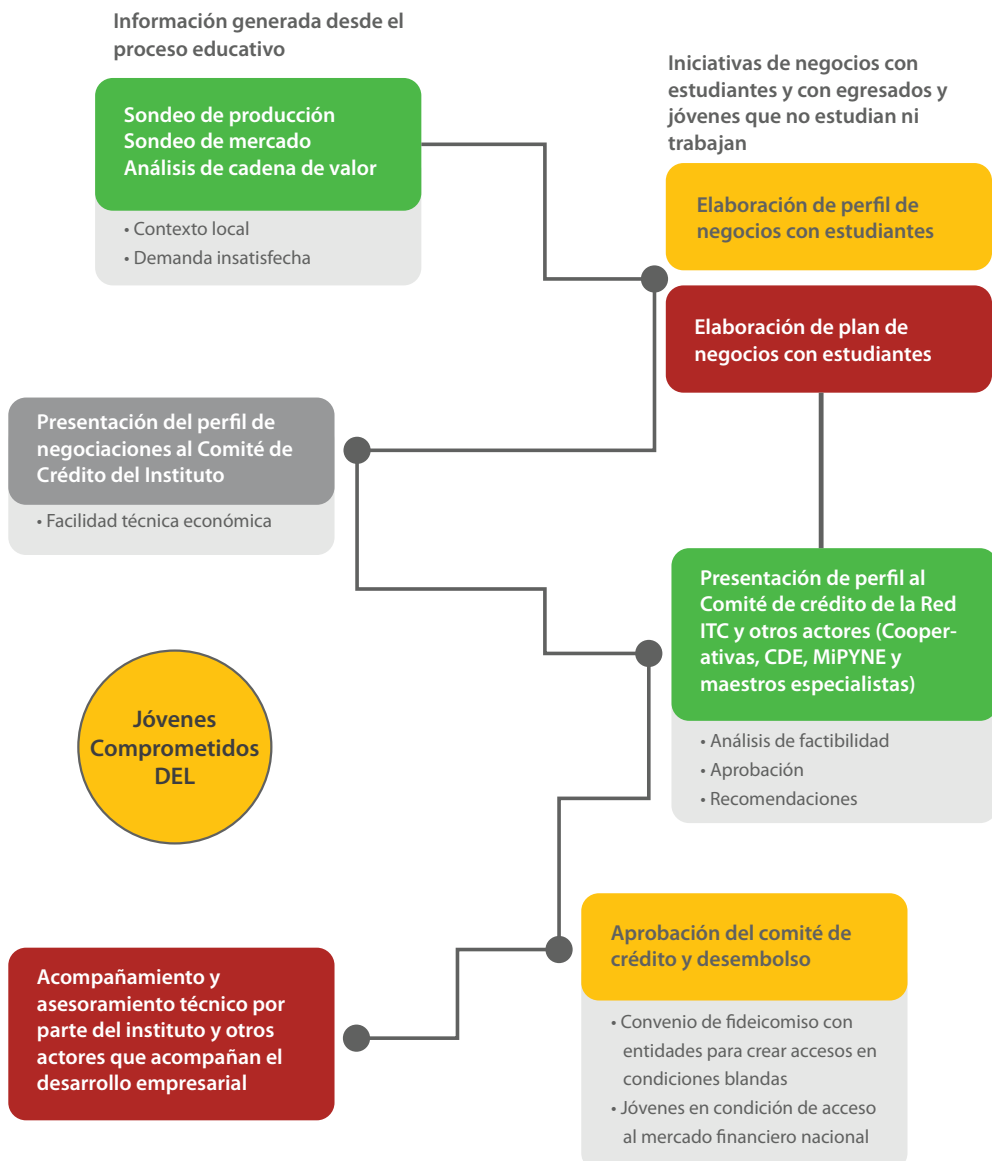 Información generada desde el
proceso educativo
Sondeo de producción
Sondeo de mercado
Análisis de cadena de valor
• Contexto local
• Demanda insatisfecha
Iniciativas de negocios con
estudiantes y con egresados y
jóvenes que no estudian ni
trabajan
Elaboración de perfil de
negocios con estudiantes
Elaboración de plan de
negocios con estudiantes
Presentación del perfil de
negociaciones al Comité de
Crédito del Instituto
• Facilidad técnica económica
Presentación de perfil al
Comité de crédito de la Red
ITC y otros actores (Cooper-
ativas, CDE, MiPYNE y
maestros especialistas)
• Análisis de factibilidad
• Aprobación
• Recomendaciones
Jóvenes
Comprometidos
DEL
Aprobación del comité de
crédito y desembolso
• Convenio de fideicomiso con
entidades para crear accesos en
condiciones blandas
• Jóvenes en condición de acceso
al mercado financiero nacional
Acompañamiento y
asesoramiento técnico por
parte del instituto y otros
actores que acompañan el
desarrollo empresarial